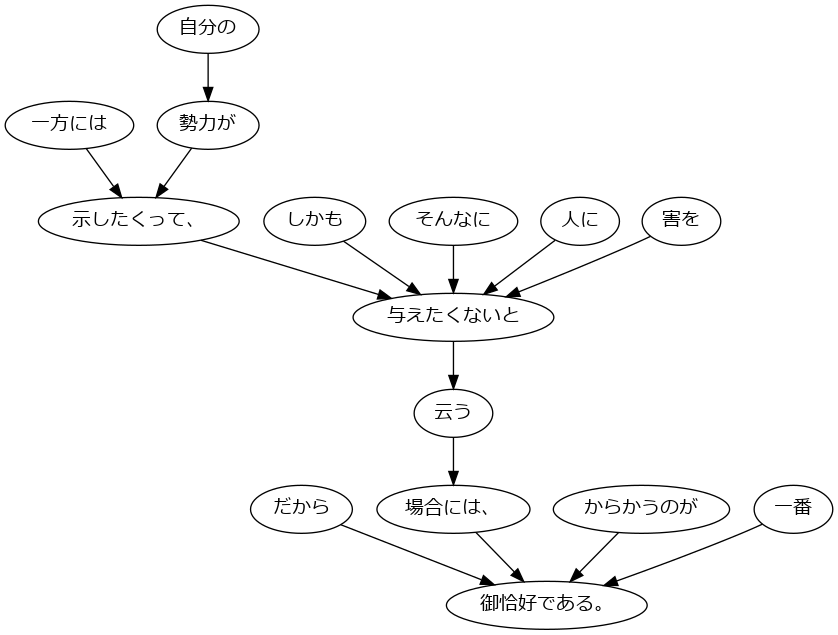 自分の
一方には
勢力が
示したくって、
しかも
そんなに
人に
害を
与えたくないと
云う
だから
場合には、
からかうのが
一番
御恰好である。